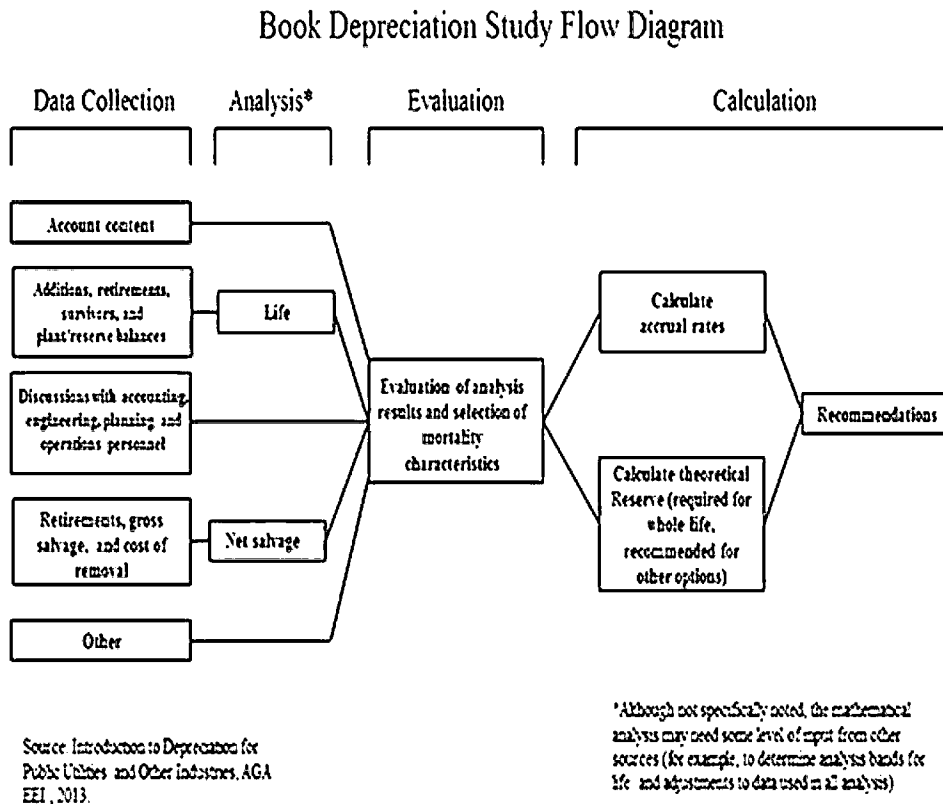 Book Depreciation Study Flow Diagram
Data Collection
Analysis*
Evaluation
Calculation
Account content
Additions, retirements,
survivors, and
plant/reserve balances
Life
Discussions with accounting,
engineering, planning and
operations personnel
Retirements, gross
salvage, and cost of
removal
Net salvage
Other
Evaluation of analysis
results and selection of
mortality
characteristics
Calculate
accrual rates
Calculate theoretical
Reserve (required for
whole life,
recommended for
other options)
Recommendations
Source: Introduction to Depreciation for
Public Utilities and Other Industries, AGA
EEI, 2013.
*Although not specifically noted, the mathematical
analysis may need some level of input from other
sources (for example, to determine analysis bands for
life and adjustments to data used in all analysis)